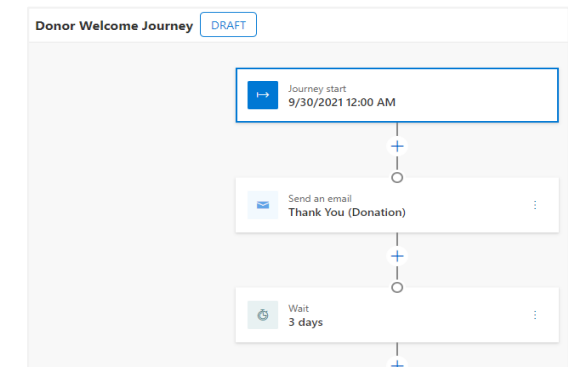 Donor Welcome Journey DRAFT
Journey start
9/30/2021 12:00 AM
Send an email
Thank You (Donation)
Wait
3 days